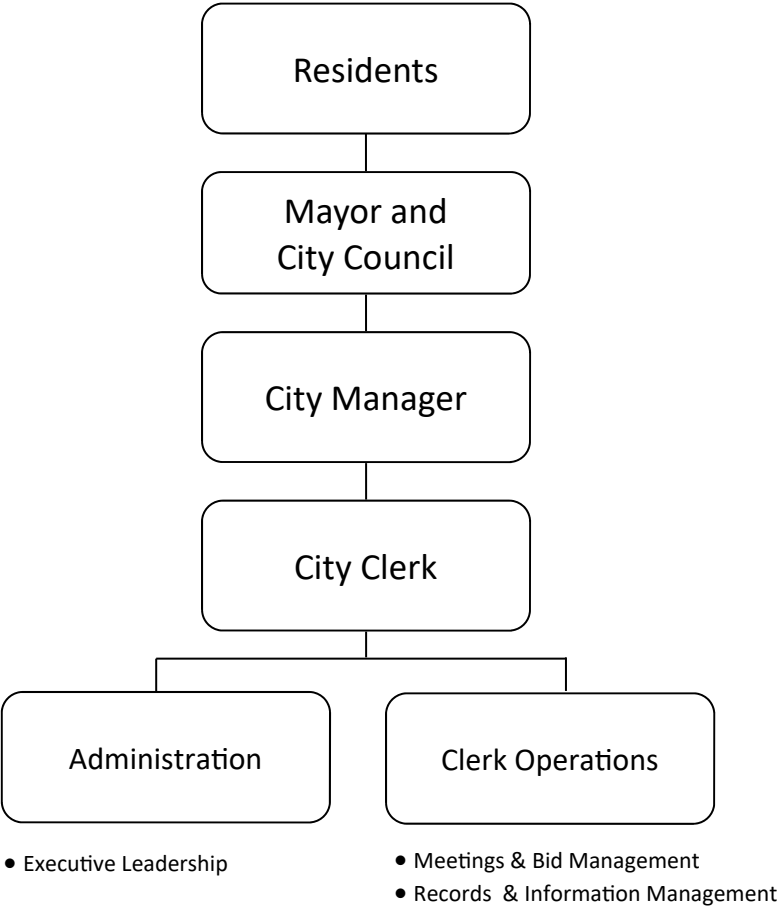 Residents
Mayor and
City Council
City Manager
City Clerk
Administration
Clerk Operations
• Executive Leadership
• Meetings & Bid Management
• Records & Information Management